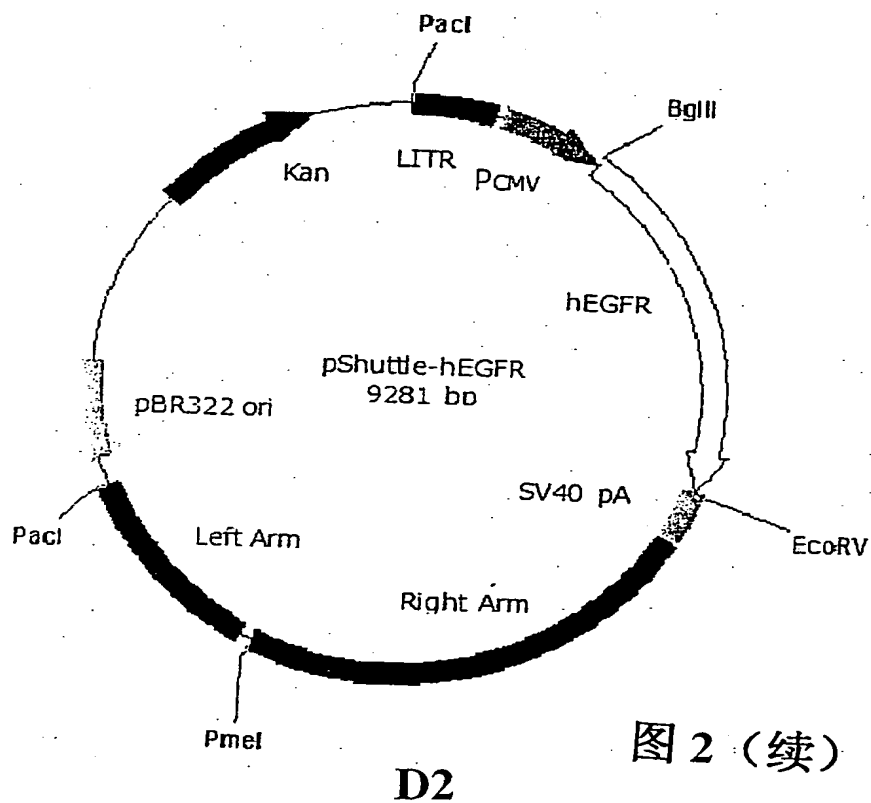 PacI
BglII
Kan
LITR
PCMV
hEGFR
pShuttle-hEGFR
9281 bp
pBR322 ori
SV40 pA
PacI
Left Arm
EcoRV
Right Arm
PmeI
图 2（续）
D2